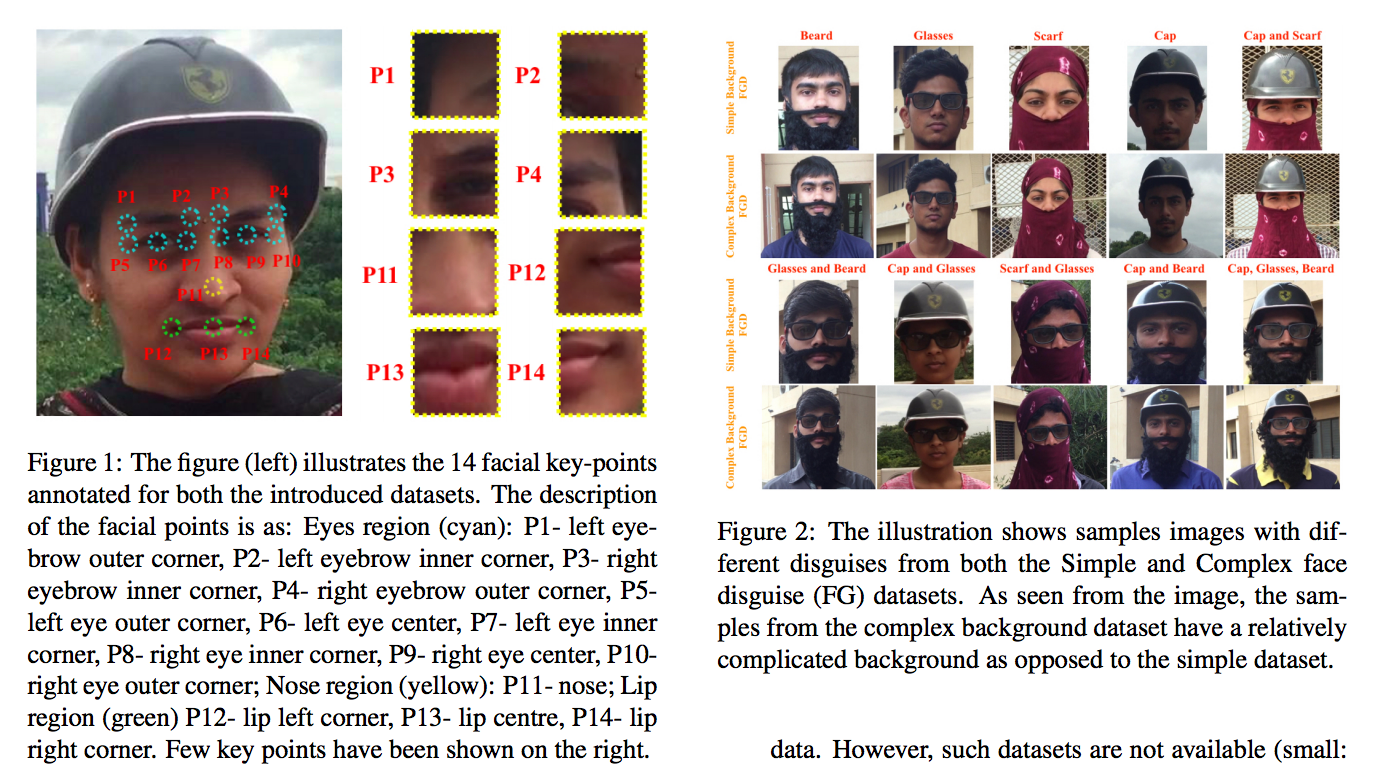 P1
P2
P3
P4
P5
P6
P7
P8
P9
P10
P11
P12
P13
P14
P1
P2
P3
P4
P11
P12
P13
P14
Figure 1: The figure (left) illustrates the 14 facial key-points
annotated for both the introduced datasets. The description
of the facial points is as: Eyes region (cyan): P1- left eye-
brow outer corner, P2- left eyebrow inner corner, P3- right
eyebrow inner corner, P4- right eyebrow outer corner, P5-
left eye outer corner, P6- left eye center, P7- left eye inner
corner, P8- right eye inner corner, P9- right eye center, P10-
right eye outer corner; Nose region (yellow): P11- nose; Lip
region (green) P12- lip left corner, P13- lip centre, P14- lip
right corner. Few key points have been shown on the right.
Beard
Glasses
Scarf
Cap
Cap and Scarf
Simple Background
FGD
Complex Background
FGD
Glasses and Beard
Cap and Glasses
Scarf and Glasses
Cap and Beard
Cap, Glasses, Beard
Simple Background
FGD
Complex Background
FGD
Figure 2: The illustration shows samples images with dif-
ferent disguises from both the Simple and Complex face
disguise (FG) datasets. As seen from the image, the sam-
ples from the complex background dataset have a relatively
complicated background as opposed to the simple dataset.
data. However, such datasets are not available (small: